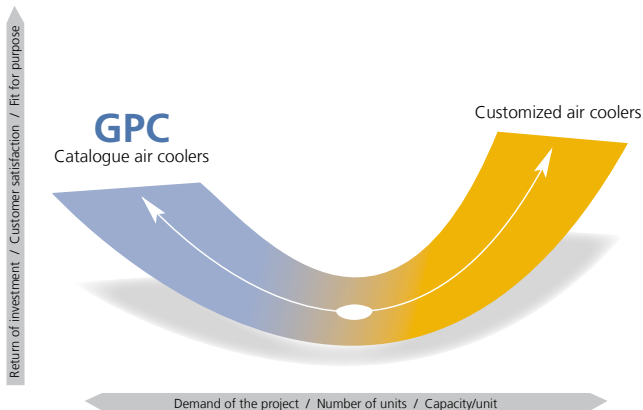 Return of investment / Customer satisfaction / Fit for purpose
GPC
Catalogue air coolers
Customized air coolers
Demand of the project / Number of units / Capacity/unit